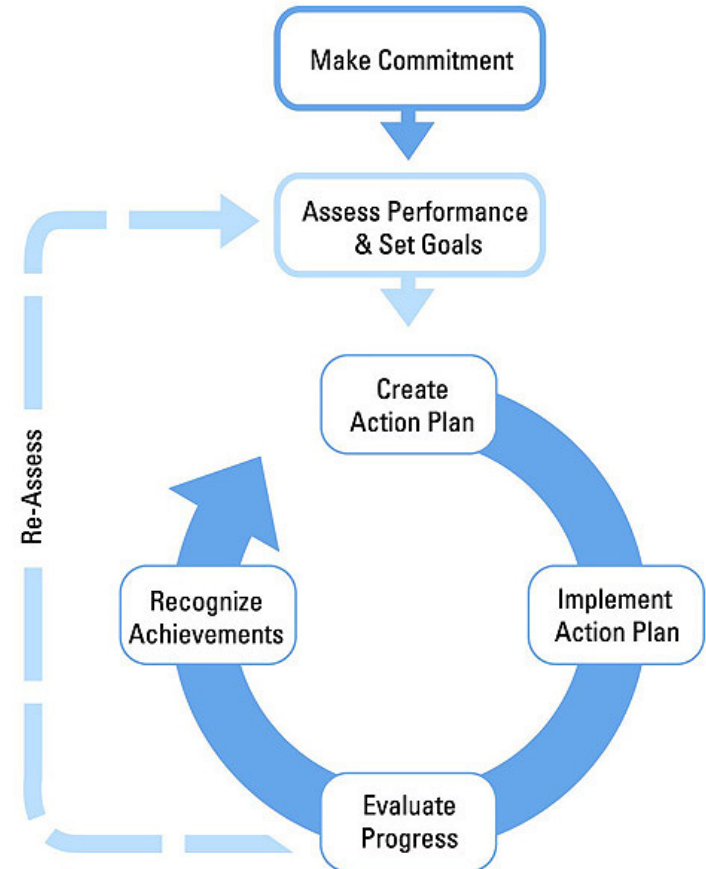 Make Commitment
Assess Performance
& Set Goals
Create
Action Plan
Re-Assess
Recognize
Achievements
Implement
Action Plan
Evaluate
Progress